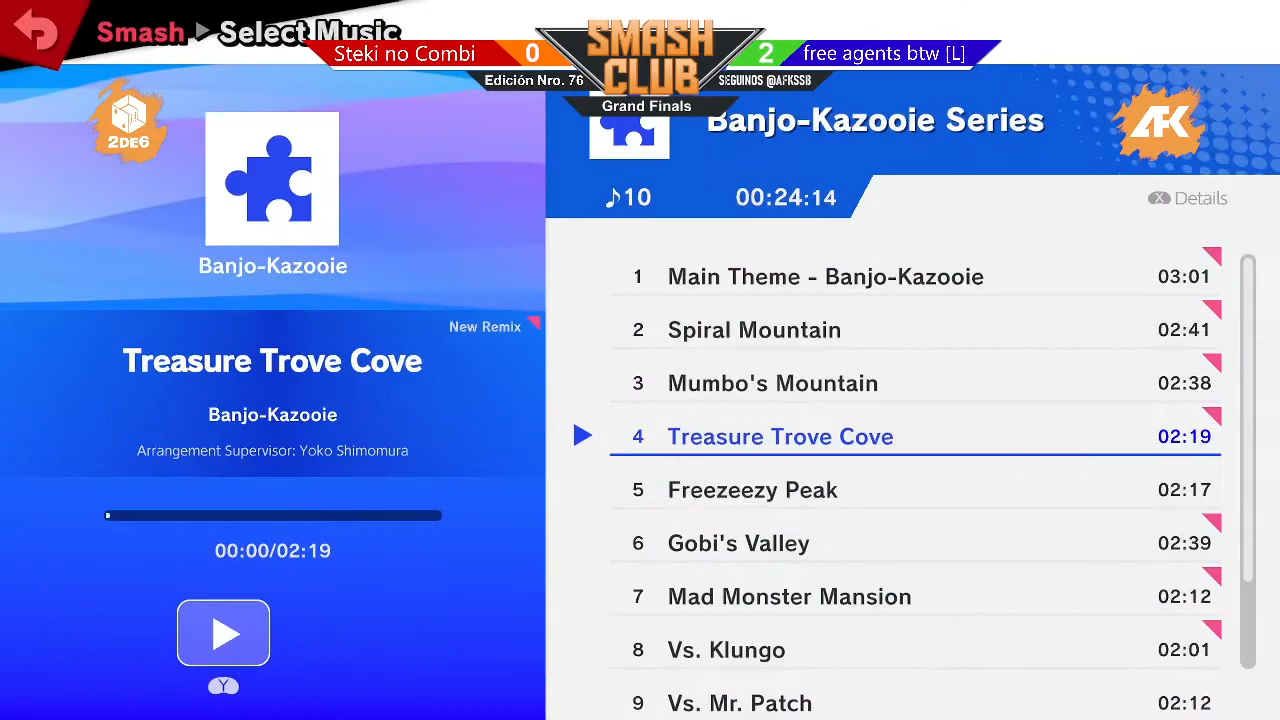 Smash ▶ Select Music
Steki no Combi 0
SMASH CLUB
2 free agents btw [L]
Edición Nro. 76
SEGUINOS @AFKSSB
Grand Finals
2DE6
AFK
Banjo-Kazooie Series
♪10 00:24:14
X Details
Banjo-Kazooie
New Remix
Treasure Trove Cove
Banjo-Kazooie
Arrangement Supervisor: Yoko Shimomura
00:00/02:19
Y
1 Main Theme - Banjo-Kazooie 03:01
2 Spiral Mountain 02:41
3 Mumbo's Mountain 02:38
4 Treasure Trove Cove 02:19
5 Freezeezy Peak 02:17
6 Gobi's Valley 02:39
7 Mad Monster Mansion 02:12
8 Vs. Klungo 02:01
9 Vs. Mr. Patch 02:12